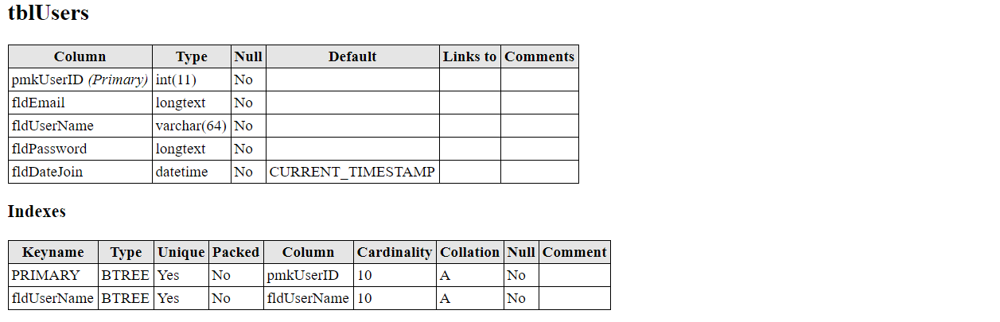 tblUsers
Column Type Null Default Links to Comments
pmkUserID (Primary) int(11) No
fldEmail longtext No
fldUserName varchar(64) No
fldPassword longtext No
fldDateJoin datetime No CURRENT_TIMESTAMP
Indexes
Keyname Type Unique Packed Column Cardinality Collation Null Comment
PRIMARY BTREE Yes No pmkUserID 10 A No
fldUserName BTREE Yes No fldUserName 10 A No